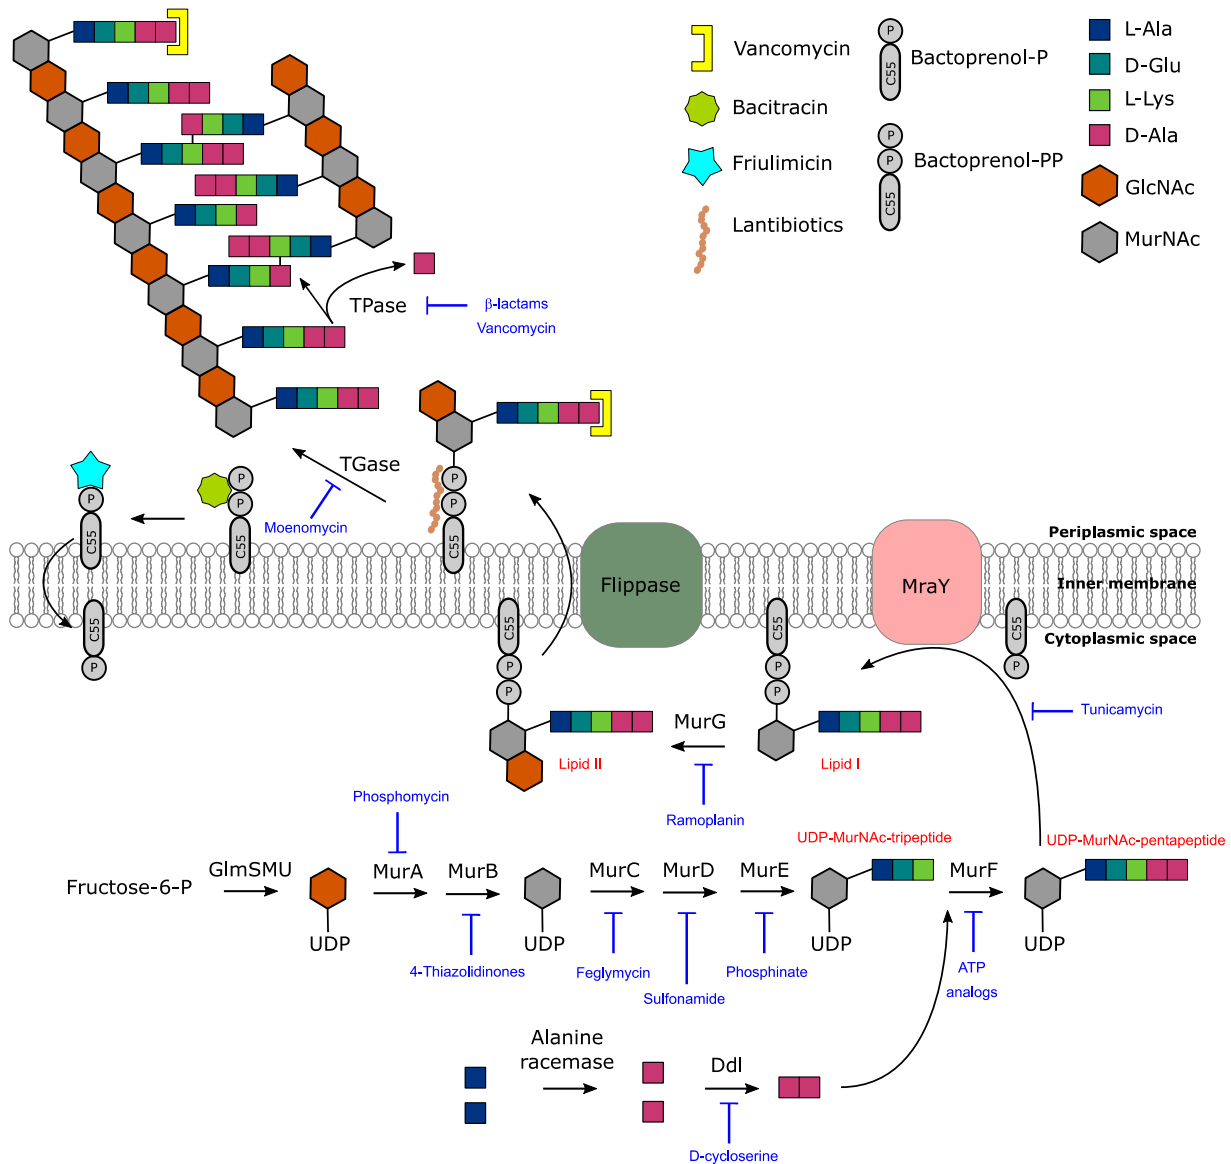 Vancomycin
Bacitracin
Friulimicin
Lantibiotics
P
C55
Bactoprenol-P
P
P
C55
Bactoprenol-PP
L-Ala
D-Glu
L-Lys
D-Ala
GlcNAc
MurNAc
TPase
β-lactams
Vancomycin
TGase
Moenomycin
P
C55
P
P
C55
P
P
C55
C55
P
Flippase
MraY
Periplasmic space
Inner membrane
Cytoplasmic space
C55
P
P
C55
P
P
C55
P
Tunicamycin
Lipid II
MurG
Lipid I
Ramoplanin
Phosphomycin
UDP-MurNAc-tripeptide
UDP-MurNAc-pentapeptide
Fructose-6-P
GlmSMU
MurA
MurB
MurC
MurD
MurE
MurF
UDP
UDP
UDP
UDP
4-Thiazolidinones
Feglymycin
Sulfonamide
Phosphinate
ATP
analogs
Alanine
racemase
Ddl
D-cycloserine